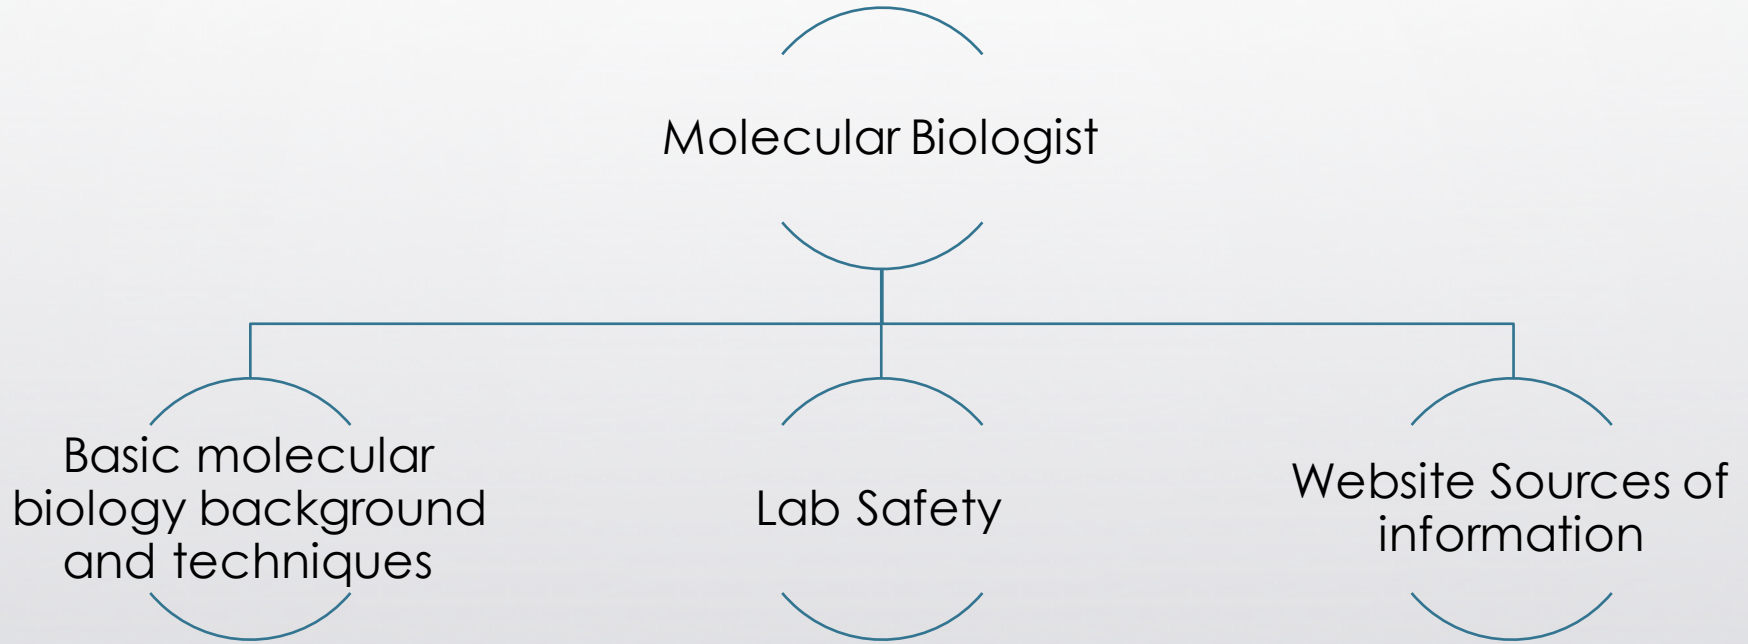 Molecular Biologist
Basic molecular
biology background
and techniques
Lab Safety
Website Sources of
information